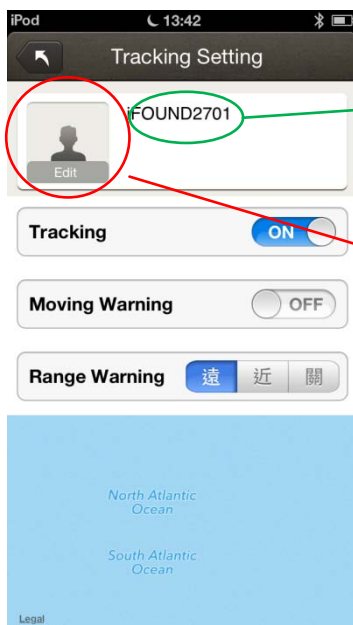 iPod 13:42
Tracking Setting
iFOUND2701
Edit
Tracking ON
Moving Warning OFF
Range Warning 遠 近 關
North Atlantic
Ocean
South Atlantic
Ocean
Legal